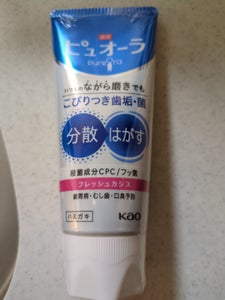 薬用
ピュオーラ
PureOra
ながら磨きでも
こびりつき歯垢・菌
分散 はがす
殺菌成分CPC/フッ素
フレッシュカシス
歯周病・むし歯・口臭予防
ハミガキ
Kao